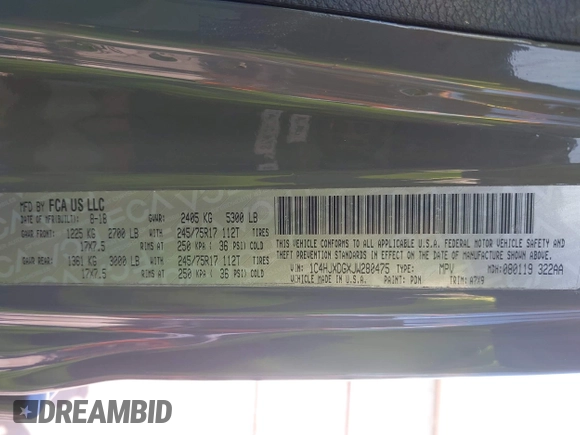 MFD BY FCA US LLC
DATE OF MFR(BUILT): 8-18 GVWR: 2405 KG 5300 LB
GAWR FRONT: 1225 KG 2700 LB 245/75R17 112T TIRES
17X7.5 RIMS AT 250 KPA ( 36 PSI) COLD
GAWR REAR: 1361 KG 3000 LB 245/75R17 112T TIRES
17X7.5 RIMS AT 250 KPA ( 36 PSI) COLD
THIS VEHICLE CONFORMS TO ALL APPLICABLE U.S.A. FEDERAL MOTOR VEHICLE SAFETY AND
THEFT PREVENTION STANDARDS IN EFFECT ON THE DATE OF MANUFACTURE SHOWN ABOVE.
VIN: 1C4HJXDGXJW280475 TYPE: MPV MDH: 080119 322AA
VEHICLE MADE IN U.S.A. PAINT: PDN TRIM: A7X9
DREAMBID